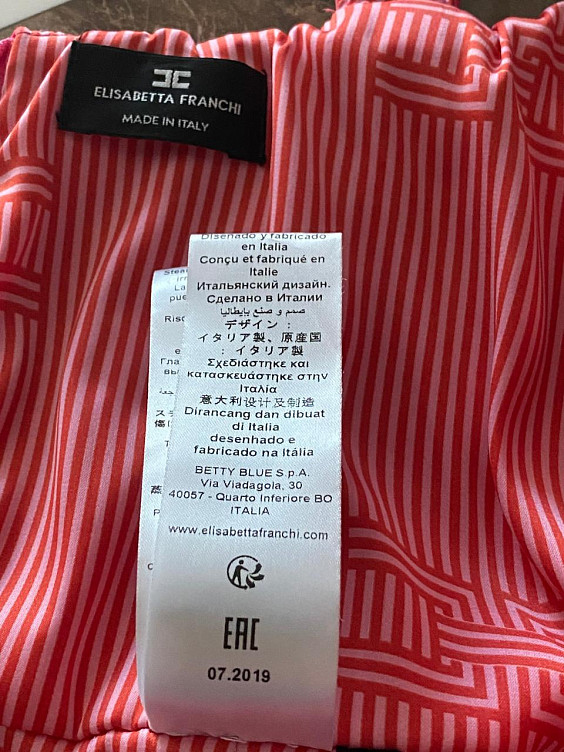 ELISABETTA FRANCHI
MADE IN ITALY
Diseñado y fabricado
en Italia
Conçu et fabriqué en
Italie
Итальянский дизайн.
Сделано в Италии
صمم و صنع بإيطاليا
デザイン :
イタリア製、原産国
: イタリア製
Σχεδιάστηκε και
κατασκευάστηκε στην
Ιταλία
意大利设计及制造
Dirancang dan dibuat
di Italia
desenhado e
fabricado na Itália
BETTY BLUE S.p.A.
Via Viadagola, 30
40057 - Quarto Inferiore BO
ITALIA
www.elisabettafranchi.com
EAC
07.2019